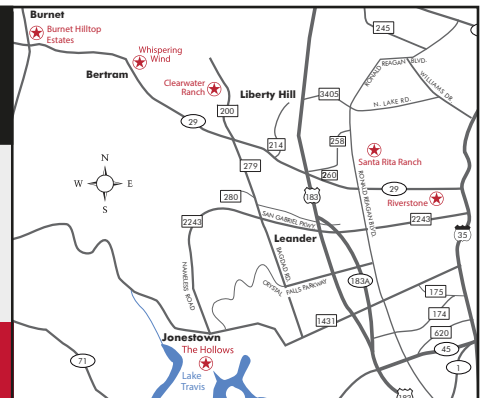 Burnet
Burnet Hilltop
Estates
245
Whispering
Wind
Bertram
RONALD REAGAN BLVD.
WILLIAMS DR.
Clearwater
Ranch
Liberty Hill
3405
N. LAKE RD.
200
29
214
258
Santa Rita Ranch
N
W
E
S
279
260
RONALD REAGAN BLVD.
29
280
183
Riverstone
2243
SAN GABRIEL PKWY
2243
35
Leander
NAMELESS ROAD
BAGDAD RD.
CRYSTAL FALLS PARKWAY
183A
175
1431
174
620
Jonestown
The Hollows
45
71
Lake
Travis
1
183